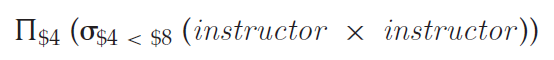 Π$4 (σ$4 < $8 (instructor × instructor))